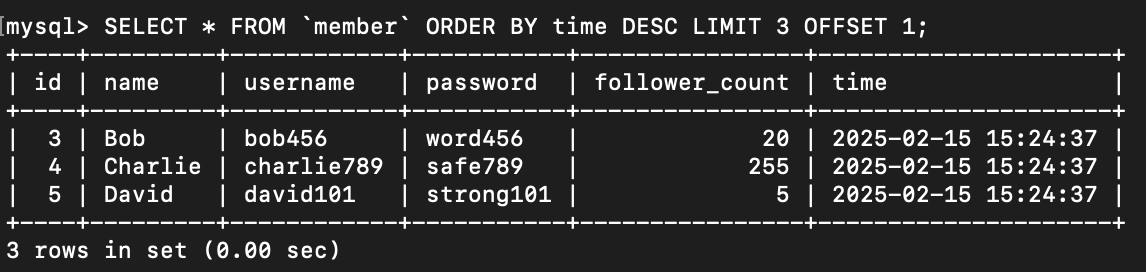 mysql> SELECT * FROM `member` ORDER BY time DESC LIMIT 3 OFFSET 1;
+----+---------+------------+-----------+----------------+---------------------+
| id | name    | username   | password  | follower_count | time                |
+----+---------+------------+-----------+----------------+---------------------+
|  3 | Bob     | bob456     | word456   |             20 | 2025-02-15 15:24:37 |
|  4 | Charlie | charlie789 | safe789   |            255 | 2025-02-15 15:24:37 |
|  5 | David   | david101   | strong101 |              5 | 2025-02-15 15:24:37 |
+----+---------+------------+-----------+----------------+---------------------+
3 rows in set (0.00 sec)